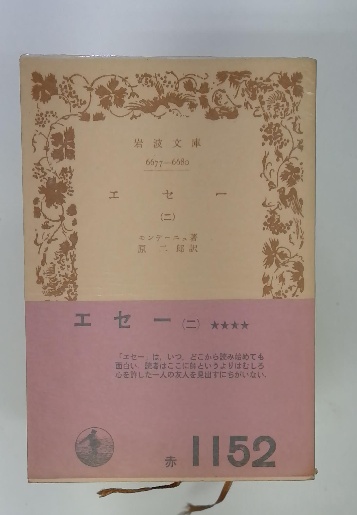 岩波文庫
6677—6680
エセー
(二)
モンテーニュ著
原二郎訳
エセー(二) ★★★★
「エセー」は、いつ、どこから読み始めても
面白い。読者はここに師というよりはむしろ
心を許した一人の友人を見出すにちがいない。
赤 1152